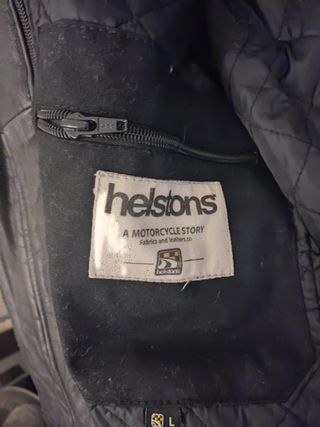 helstons
A MOTORCYCLE STORY
Fabrics and leathers.co
helstons
L